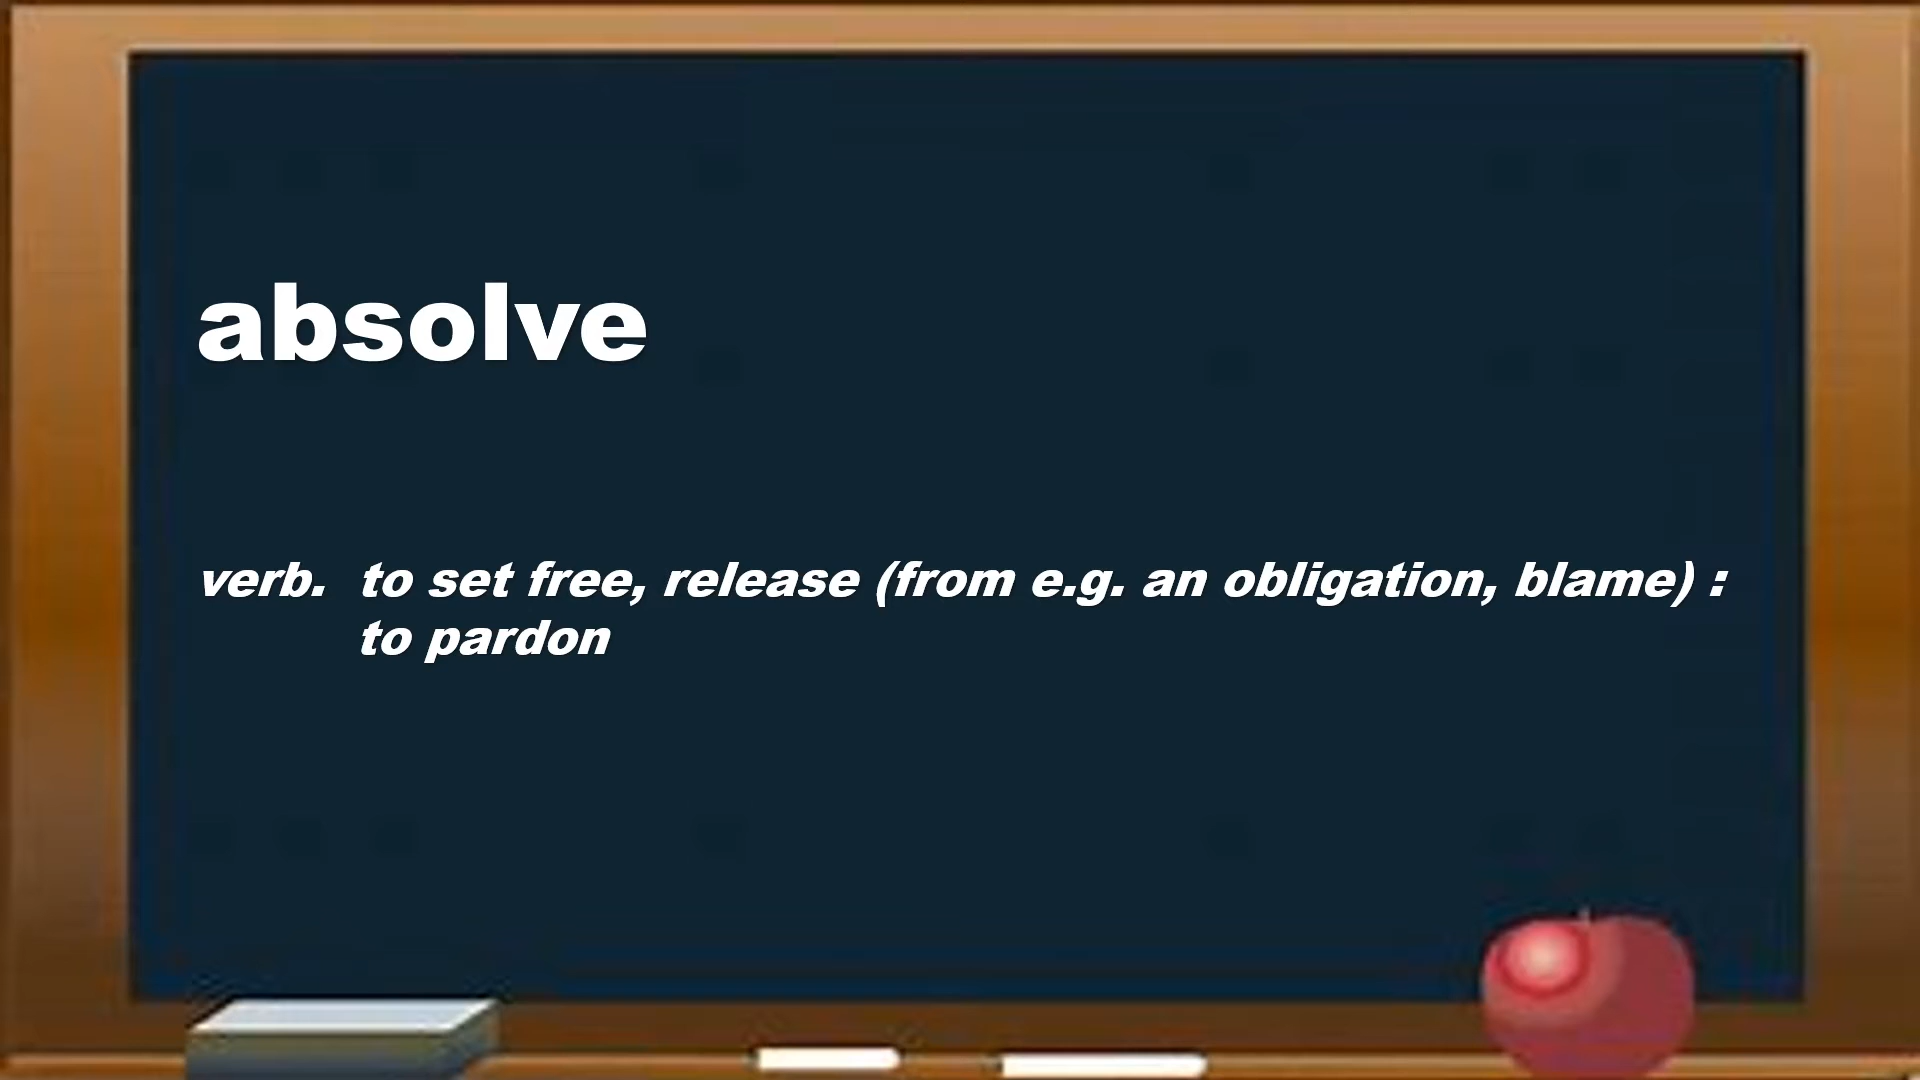 absolve
verb. to set free, release (from e.g. an obligation, blame) :
to pardon